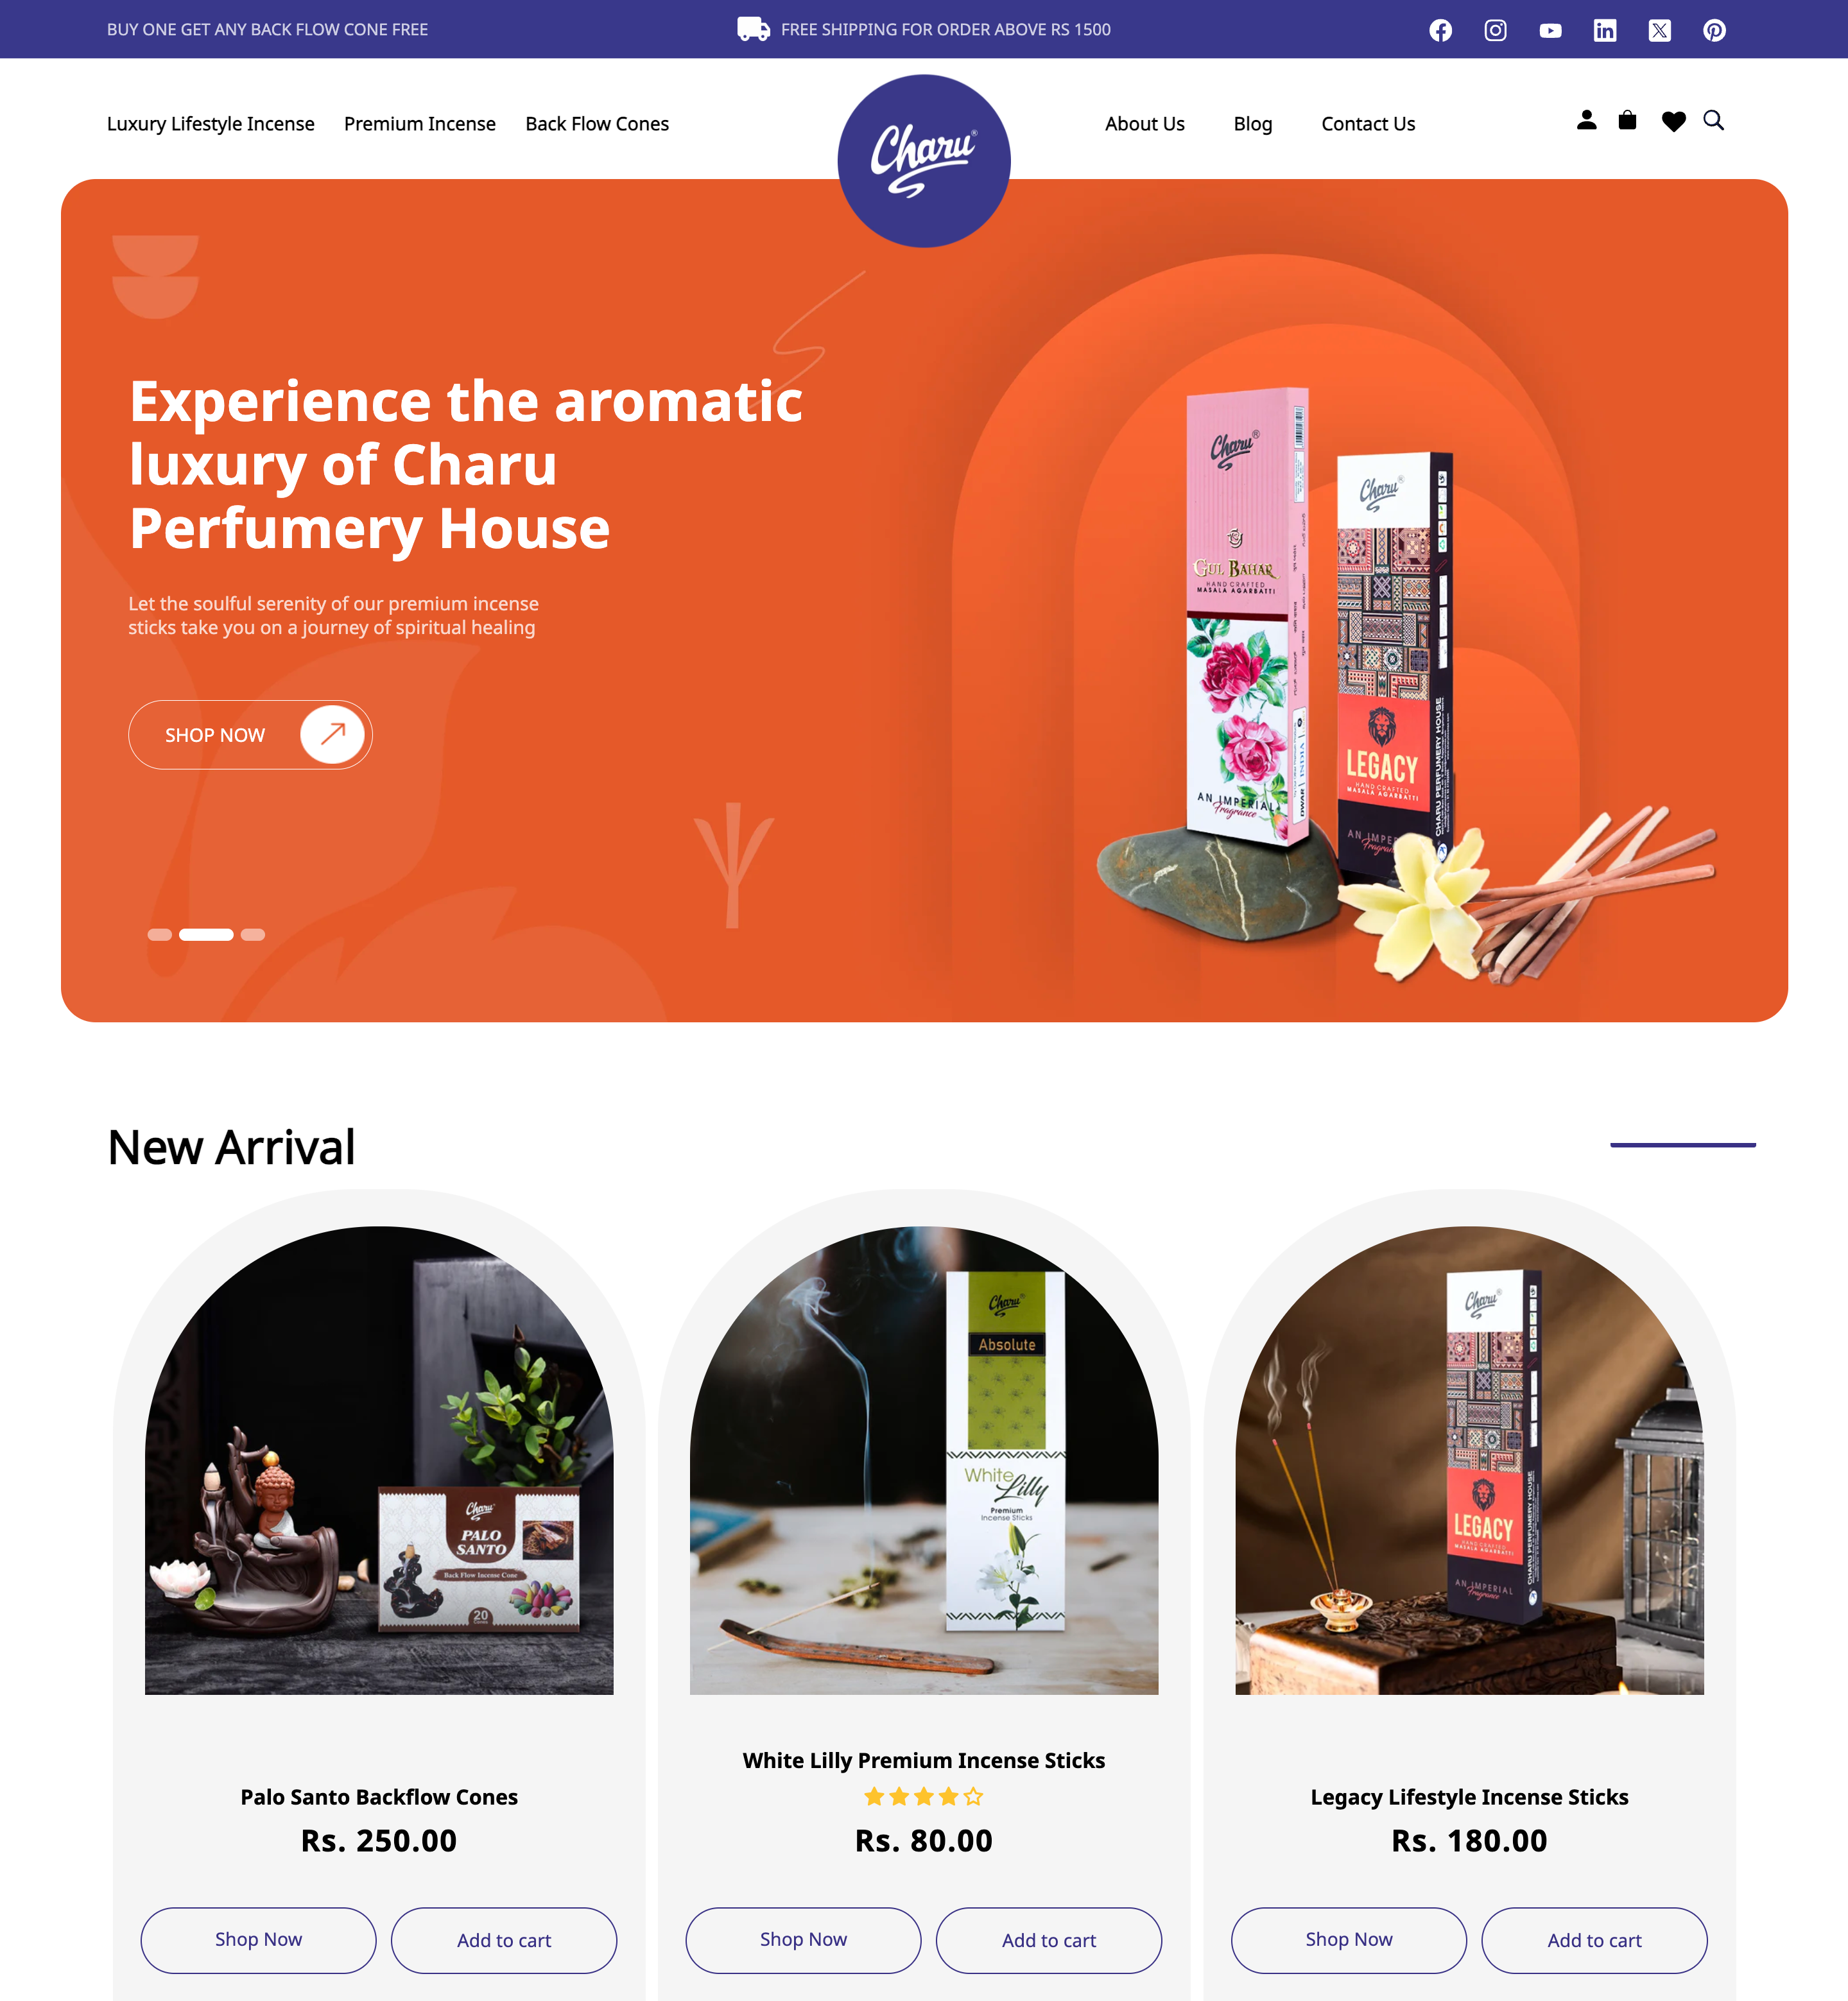 BUY ONE GET ANY BACK FLOW CONE FREE
FREE SHIPPING FOR ORDER ABOVE RS 1500
Luxury Lifestyle Incense
Premium Incense
Back Flow Cones
Charu®
About Us
Blog
Contact Us
Experience the aromatic
luxury of Charu
Perfumery House
Let the soulful serenity of our premium incense
sticks take you on a journey of spiritual healing
SHOP NOW
Charu®
GUL BAHAR
HAND CRAFTED
MASALA AGARBATTI
AN IMPERIAL
Fragrance
Charu®
LEGACY
HAND CRAFTED
MASALA AGARBATTI
CHARU PERFUMERY HOUSE
New Arrival
Charu
PALO
SANTO
Back Flow Incense Cone
20
Charu®
Absolute
White
Lilly
Premium
Incense Sticks
Charu®
LEGACY
HAND CRAFTED
MASALA AGARBATTI
AN IMPERIAL
Fragrance
CHARU PERFUMERY HOUSE
Palo Santo Backflow Cones
Rs. 250.00
Shop Now
Add to cart
White Lilly Premium Incense Sticks
Rs. 80.00
Shop Now
Add to cart
Legacy Lifestyle Incense Sticks
Rs. 180.00
Shop Now
Add to cart